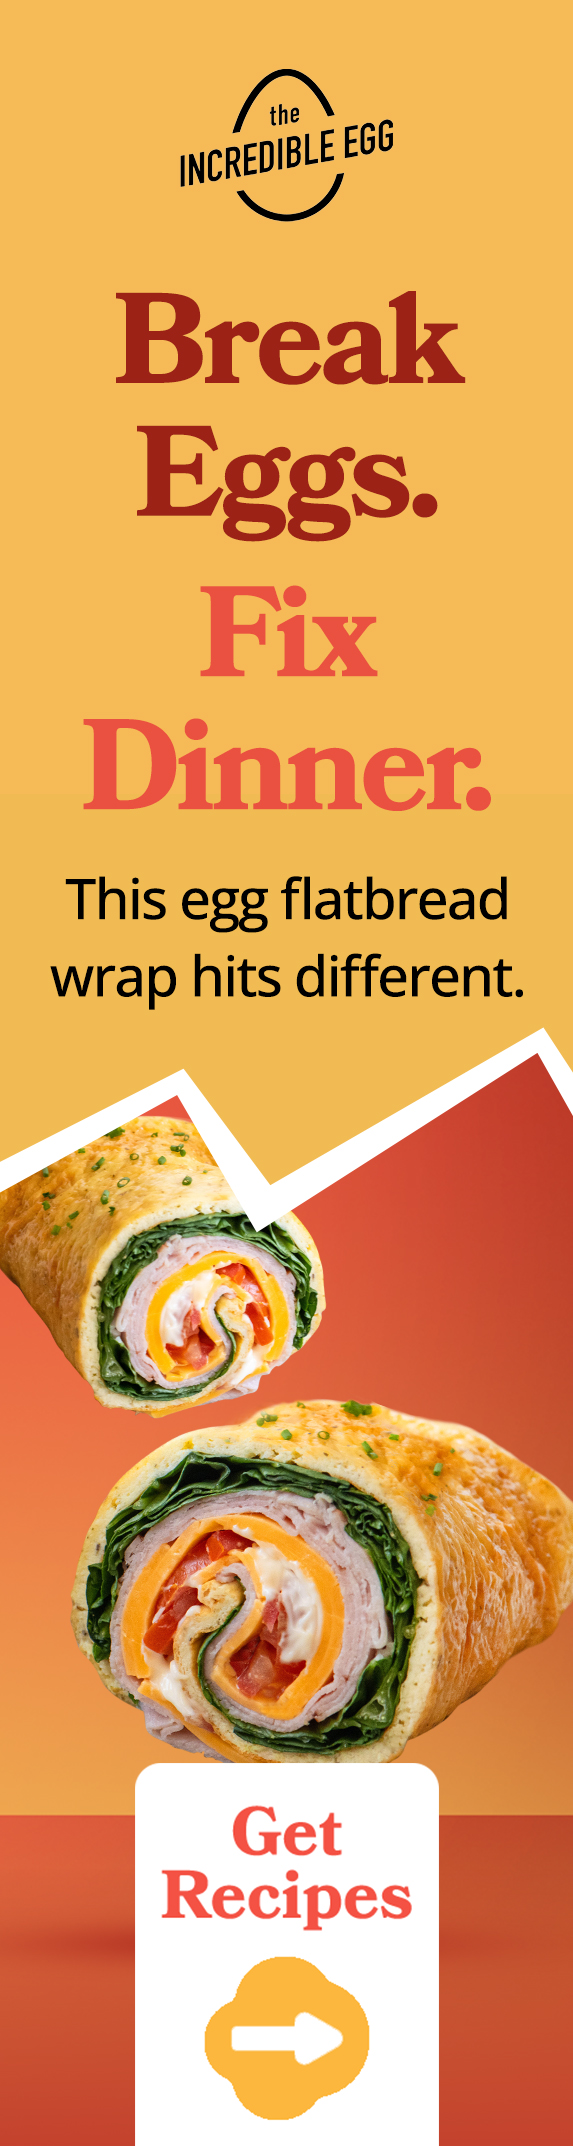 the
INCREDIBLE EGG
Break
Eggs.
Fix
Dinner.
This egg flatbread
wrap hits different.
Get
Recipes